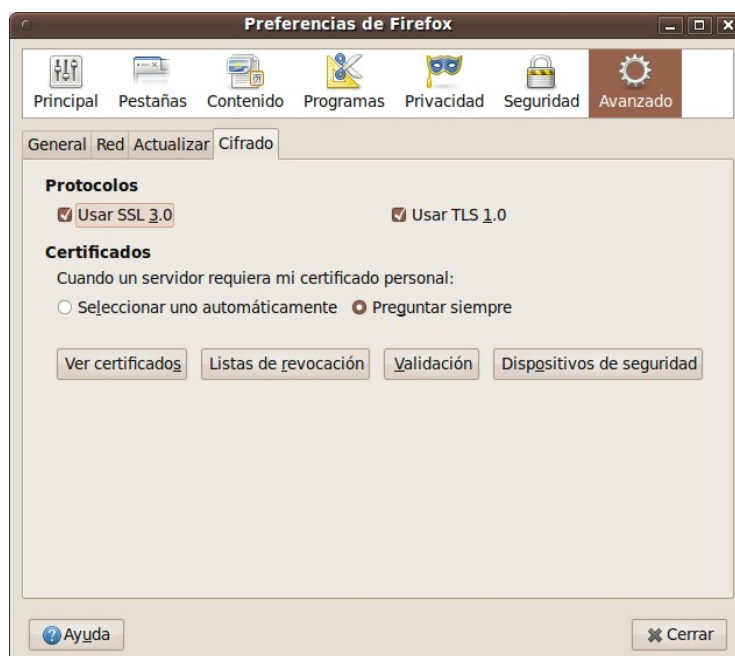 Preferencias de Firefox
Principal Pestañas Contenido Programas Privacidad Seguridad Avanzado
General Red Actualizar Cifrado
Protocolos
Usar SSL 3.0 Usar TLS 1.0
Certificados
Cuando un servidor requiera mi certificado personal:
Seleccionar uno automáticamente Preguntar siempre
Ver certificados Listas de revocación Validación Dispositivos de seguridad
Ayuda Cerrar